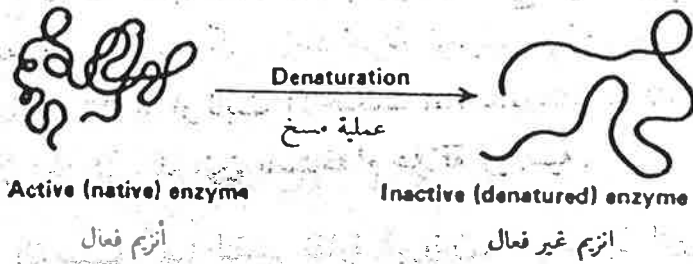 Denaturation
عملية مسخ
Active (native) enzyme
Inactive (denatured) enzyme
أنزيم فعال
انزيم غير فعال